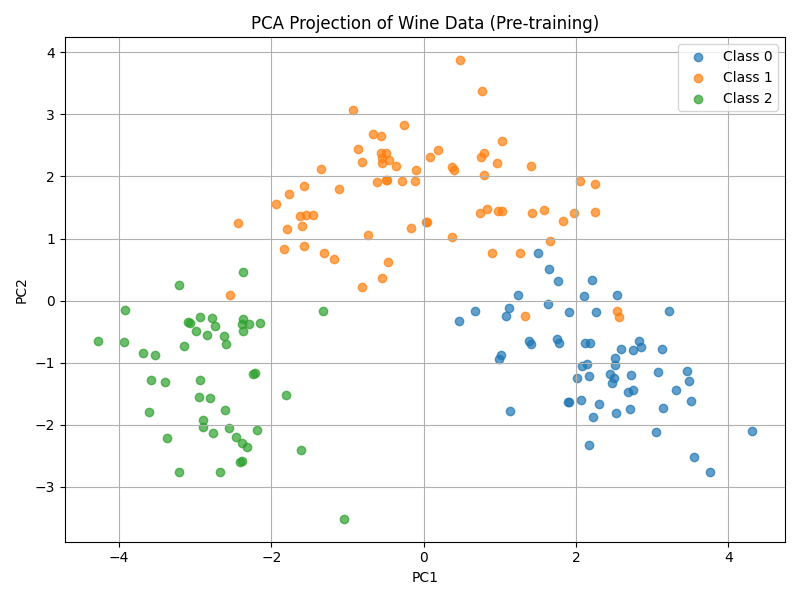 PCA Projection of Wine Data (Pre-training)
Class 0
Class 1
Class 2
4
3
2
1
0
−1
−2
−3
PC2
−4
−2
0
2
4
PC1